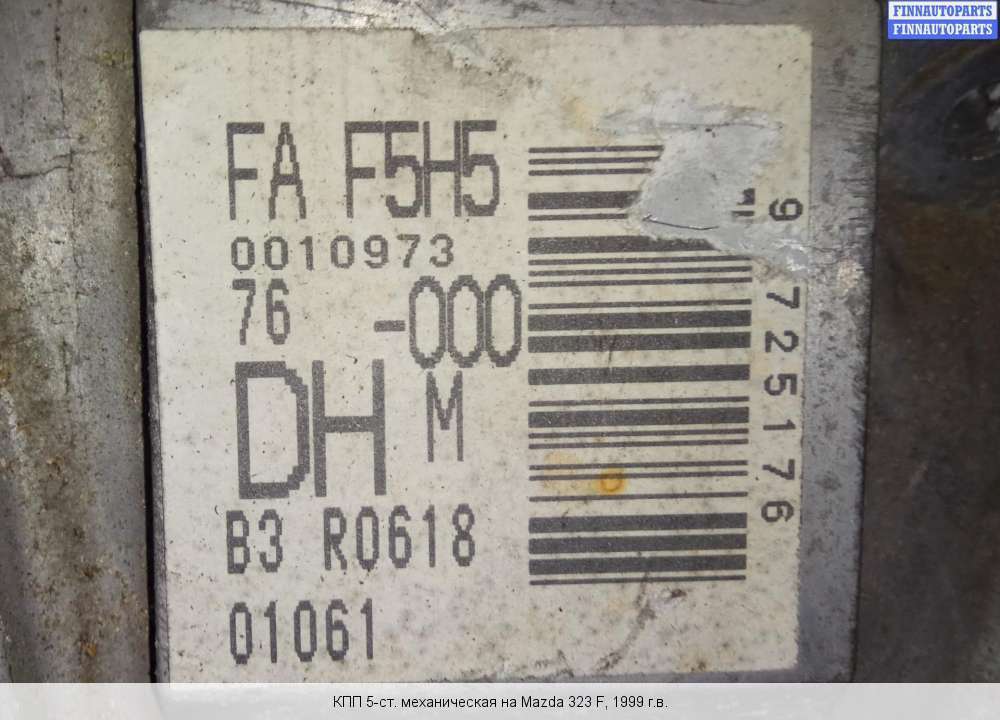 FINNAUTOPARTS
FINNAUTOPARTS
FA F5H5
0010973
76 -000
DH M
B3 R0618
01061
9 725176
КПП 5-ст. механическая на Mazda 323 F, 1999 г.в.